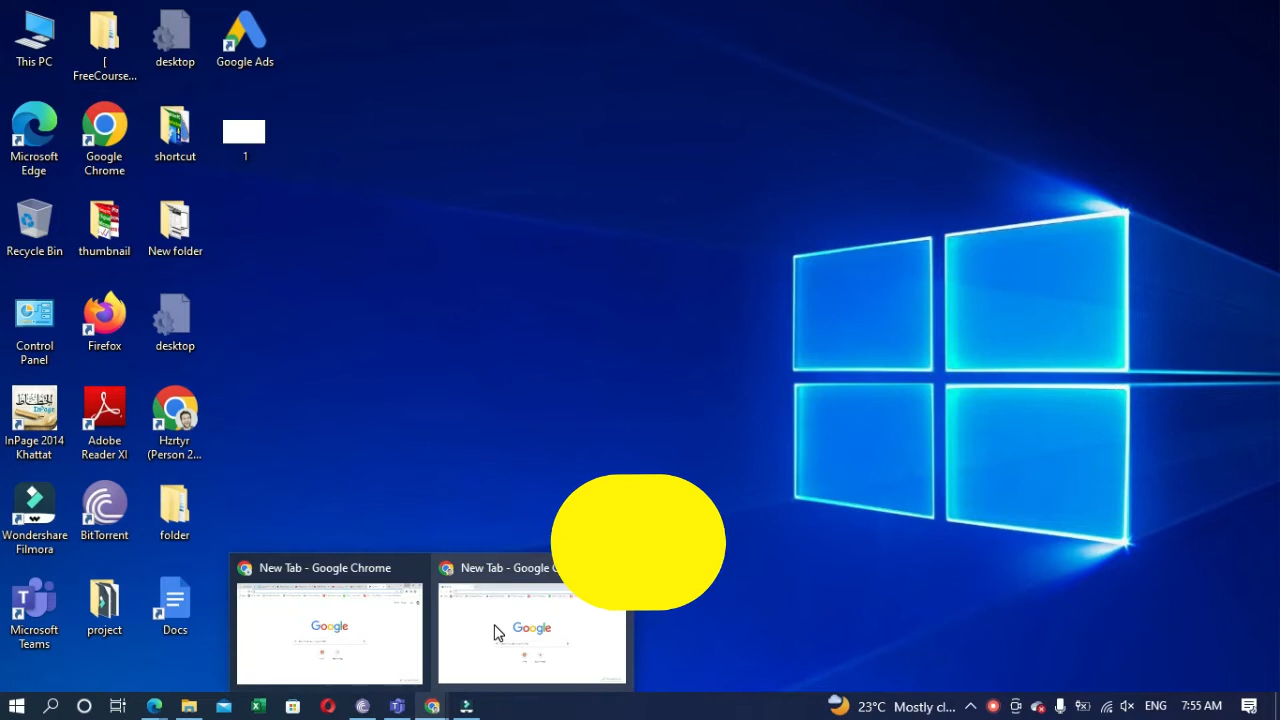 This PC
[
FreeCourse...
desktop
Google Ads
Microsoft
Edge
Google
Chrome
shortcut
1
Recycle Bin
thumbnail
New folder
Control
Panel
Firefox
desktop
InPage 2014
Khattat
Adobe
Reader XI
Hzrtyr
(Person 2...
Wondershare
Filmora
BitTorrent
folder
Microsoft
Teams
project
Docs
New Tab - Google Chrome
New Tab - Google C
Google
Google
23°C Mostly cl...
ENG
7:55 AM